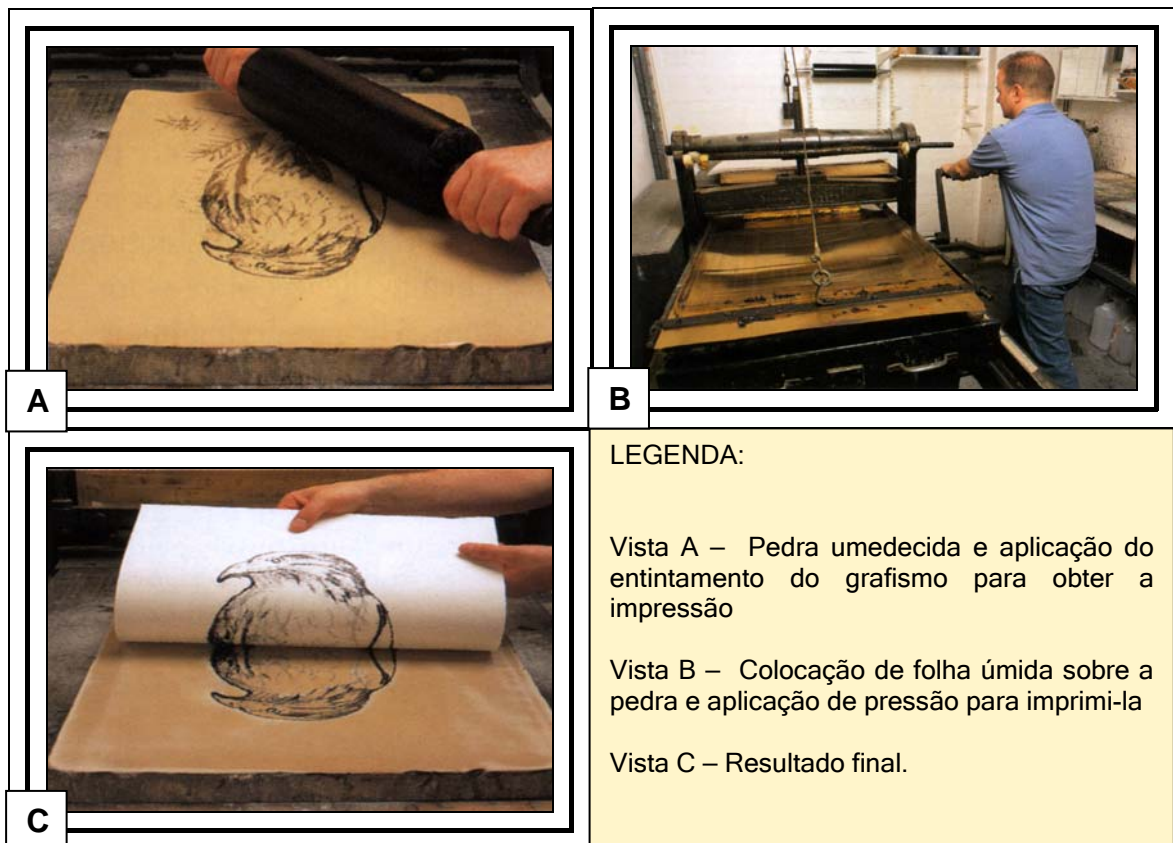 A
B
C
LEGENDA:
Vista A – Pedra umedecida e aplicação do
entintamento do grafismo para obter a
impressão
Vista B – Colocação de folha úmida sobre a
pedra e aplicação de pressão para imprimi-la
Vista C – Resultado final.